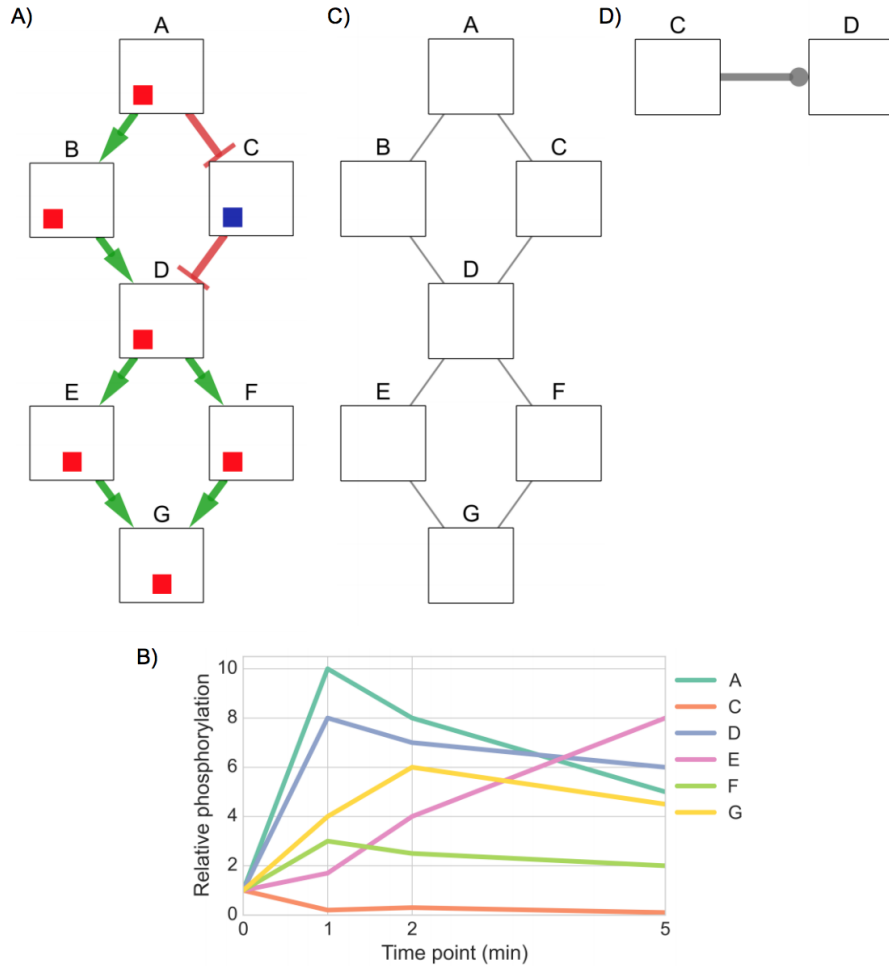 A)
A
B
C
D
E
F
G
C)
A
B
C
D
E
F
G
D)
C
D
B)
Relative phosphorylation
10
8
6
4
2
0
0
1
2
5
Time point (min)
A
C
D
E
F
G